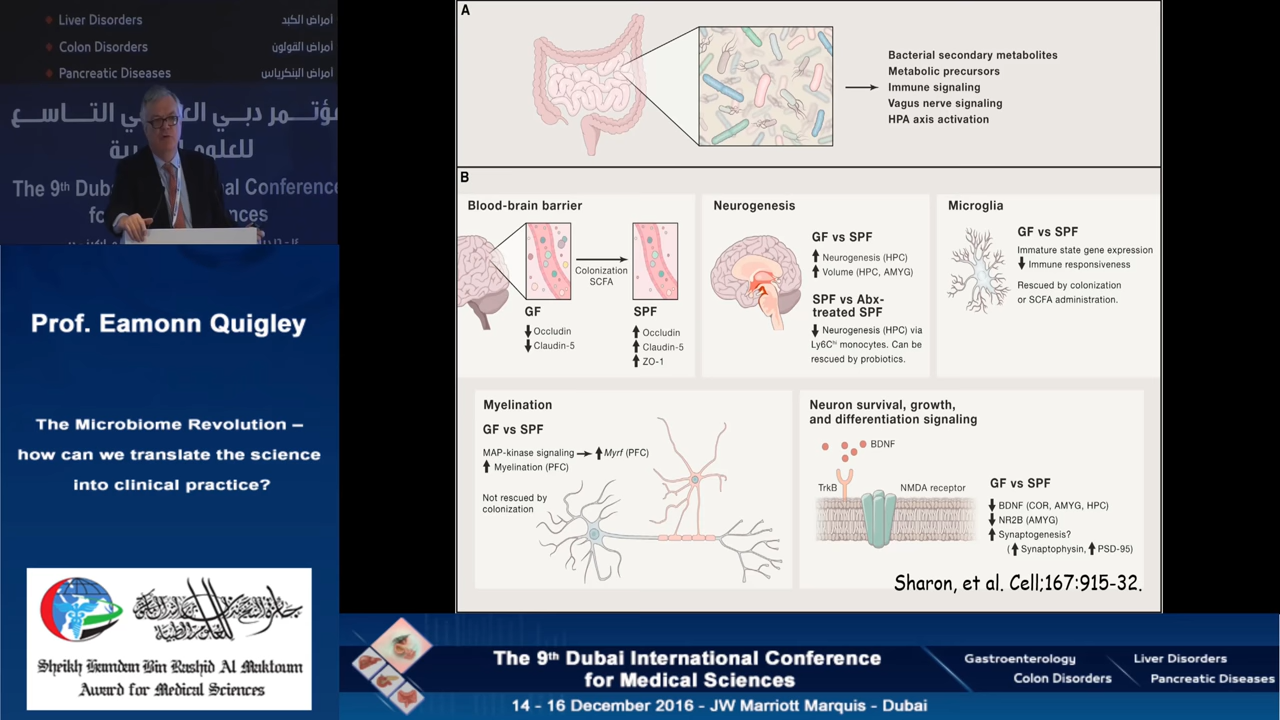 Liver Disorders
أمراض الكبد
Colon Disorders
أمراض القولون
Pancreatic Diseases
أمراض البنكرياس
للعلوم
The 9th
Conference
Prof. Eamonn Quigley
The Microbiome Revolution –
how can we translate the science
into clinical practice?
Sheikh Hamdan Bin Rashid Al Maktoum
Award for Medical Sciences
A
Bacterial secondary metabolites
Metabolic precursors
Immune signaling
Vagus nerve signaling
HPA axis activation
B
Blood-brain barrier
Colonization
SCFA
GF
↓ Occludin
↓ Claudin-5
SPF
↑ Occludin
↑ Claudin-5
↑ ZO-1
Neurogenesis
GF vs SPF
↑ Neurogenesis (HPC)
↑ Volume (HPC, AMYG)
SPF vs Abx-
treated SPF
↓ Neurogenesis (HPC) via
Ly6Chi monocytes. Can be
rescued by probiotics.
Microglia
GF vs SPF
Immature state gene expression
↓ Immune responsiveness
Rescued by colonization
or SCFA administration.
Myelination
GF vs SPF
MAP-kinase signaling → ↑ Myrf (PFC)
↑ Myelination (PFC)
Not rescued by
colonization
Neuron survival, growth,
and differentiation signaling
BDNF
TrkB
NMDA receptor
GF vs SPF
↓ BDNF (COR, AMYG, HPC)
↓ NR2B (AMYG)
↑ Synaptogenesis?
(↑ Synaptophysin, ↑ PSD-95)
Sharon, et al. Cell;167:915-32.
The 9th Dubai International Conference
for Medical Sciences
14 - 16 December 2016 - JW Marriott Marquis - Dubai
Gastroenterology
Liver Disorders
Colon Disorders
Pancreatic Diseases